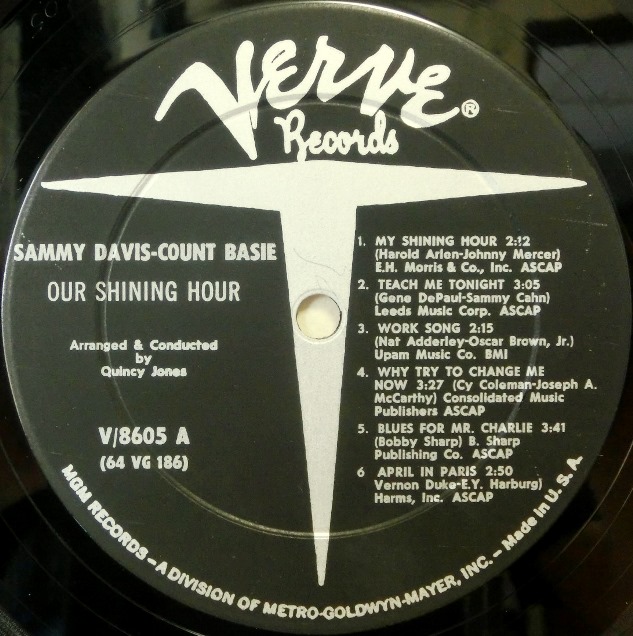 Verve®
Records
SAMMY DAVIS-COUNT BASIE
OUR SHINING HOUR
Arranged & Conducted
by
Quincy Jones
V/8605 A
(64 VG 186)
1. MY SHINING HOUR 2:12
(Harold Arlen-Johnny Mercer)
E.H. Morris & Co., Inc. ASCAP
2. TEACH ME TONIGHT 3:05
(Gene DePaul-Sammy Cahn)
Leeds Music Corp. ASCAP
3. WORK SONG 2:15
(Nat Adderley-Oscar Brown, Jr.)
Upam Music Co. BMI
4. WHY TRY TO CHANGE ME
NOW 3:27 (Cy Coleman-Joseph A.
McCarthy) Consolidated Music
Publishers ASCAP
5. BLUES FOR MR. CHARLIE 3:41
(Bobby Sharp) B. Sharp
Publishing Co. ASCAP
6 APRIL IN PARIS 2:50
Vernon Duke-E.Y. Harburg)
Harms, Inc. ASCAP
MGM RECORDS – A DIVISION OF METRO-GOLDWYN-MAYER, INC. – Made in U. S. A.